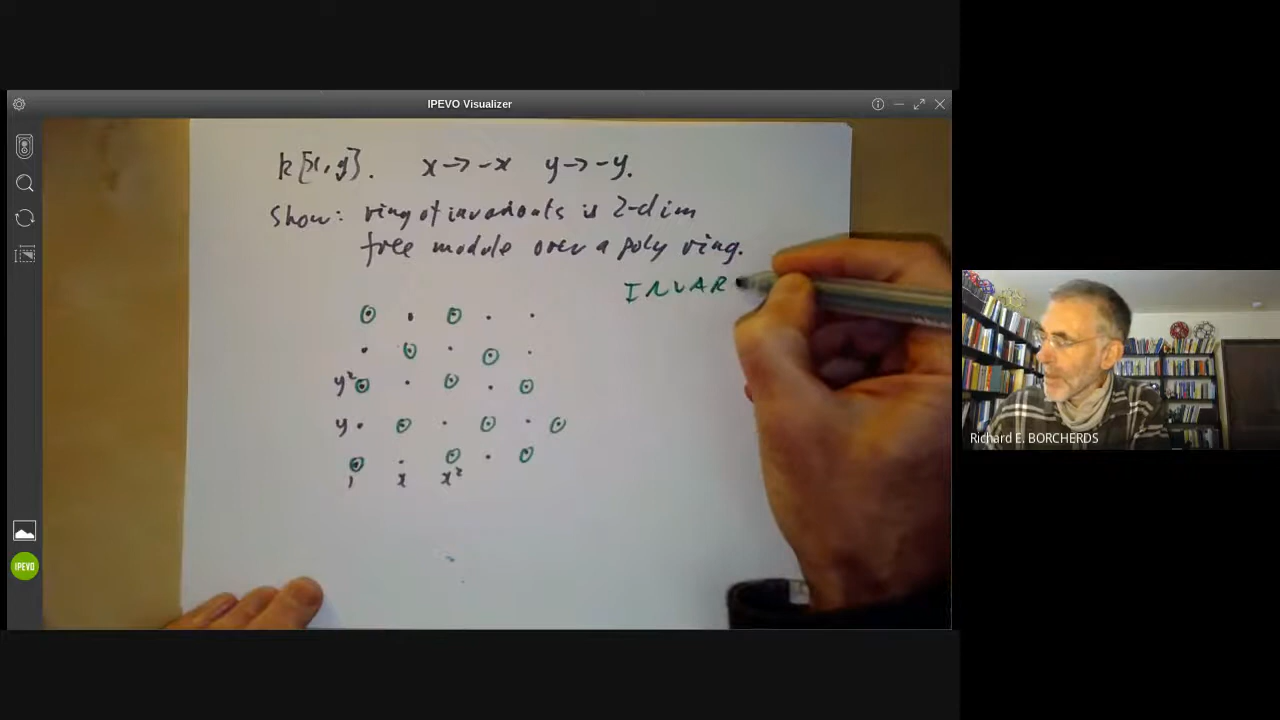 IPEVO Visualizer
k[x,y]. x→-x y→-y.
Show: ring of invariants is 2-dim
free module over a poly ring.
INVAR
y²
y
1 x x²
IPEVO
Richard E. BORCHERDS